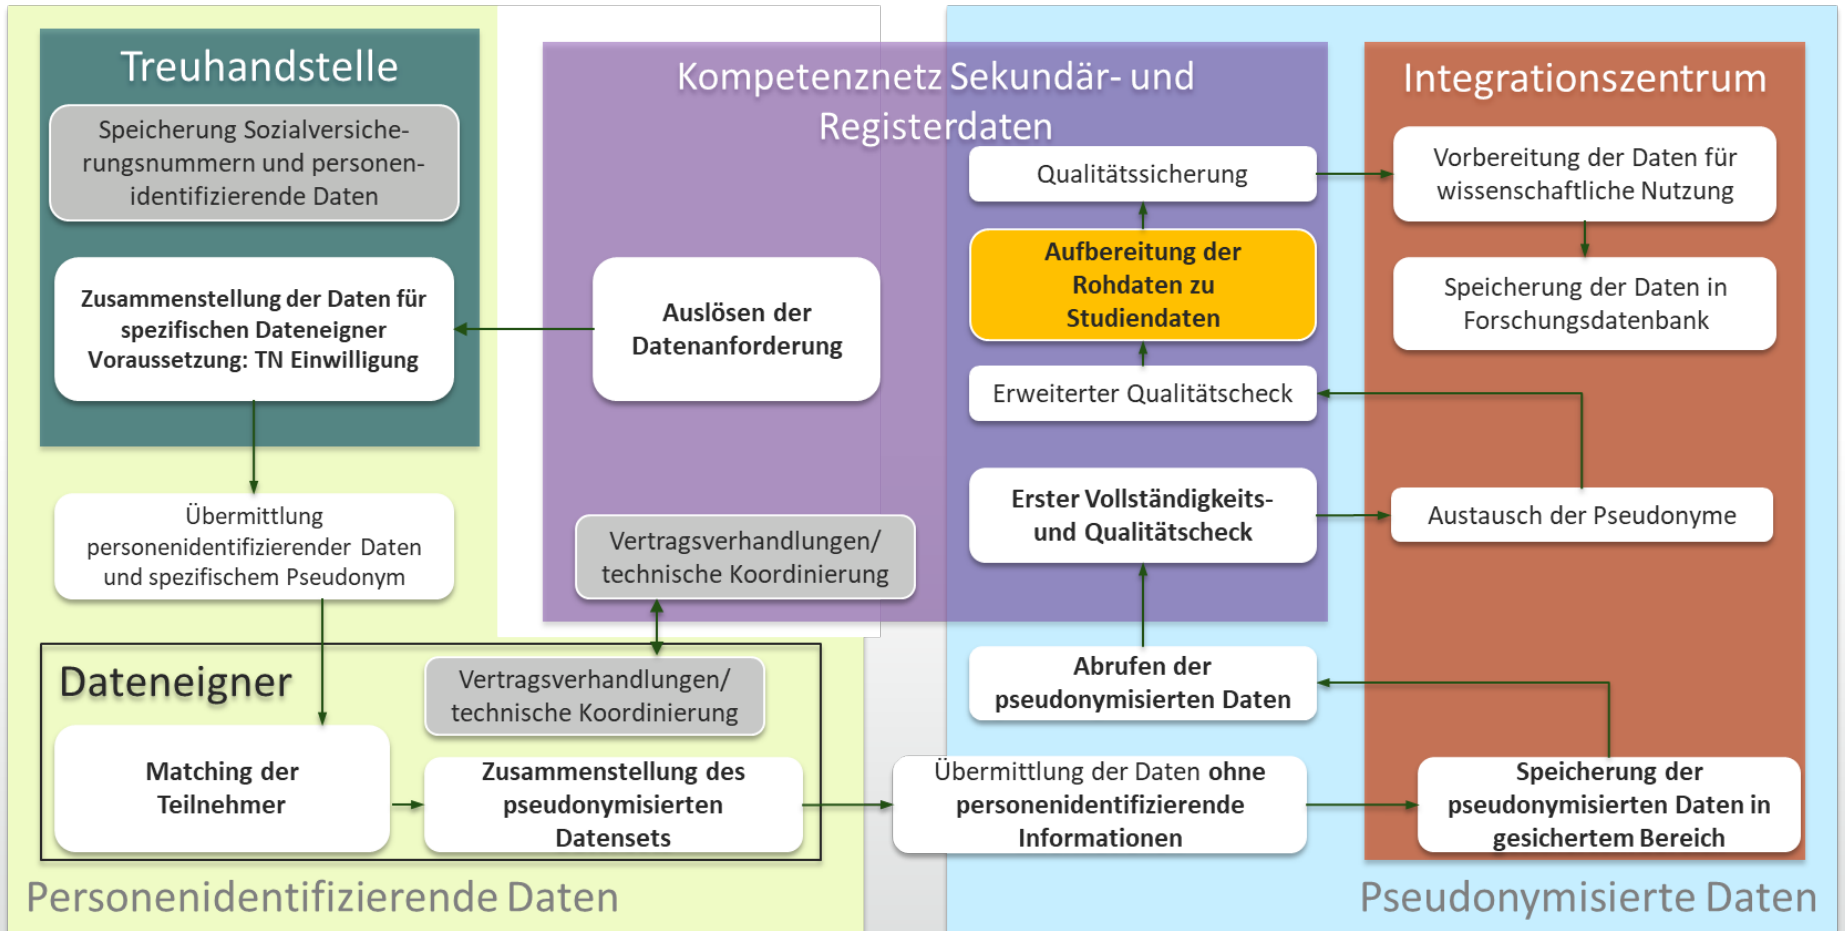 Treuhandstelle
Speicherung Sozialversiche-
rungsnummern und personen-
identifizierende Daten
Zusammenstellung der Daten für
spezifischen Dateneigner
Voraussetzung: TN Einwilligung
Übermittlung
personenidentifizierender Daten
und spezifischem Pseudonym
Dateneigner
Matching der
Teilnehmer
Vertragsverhandlungen/
technische Koordinierung
Zusammenstellung des
pseudonymisierten
Datensets
Personenidentifizierende Daten
Kompetenznetz Sekundär- und
Registerdaten
Auslösen der
Datenanforderung
Vertragsverhandlungen/
technische Koordinierung
Qualitätssicherung
Aufbereitung der
Rohdaten zu
Studiendaten
Erweiterter Qualitätscheck
Erster Vollständigkeits-
und Qualitätscheck
Abrufen der
pseudonymisierten Daten
Übermittlung der Daten ohne
personenidentifizierende
Informationen
Integrationszentrum
Vorbereitung der Daten für
wissenschaftliche Nutzung
Speicherung der Daten in
Forschungsdatenbank
Austausch der Pseudonyme
Speicherung der
pseudonymisierten Daten in
gesichertem Bereich
Pseudonymisierte Daten